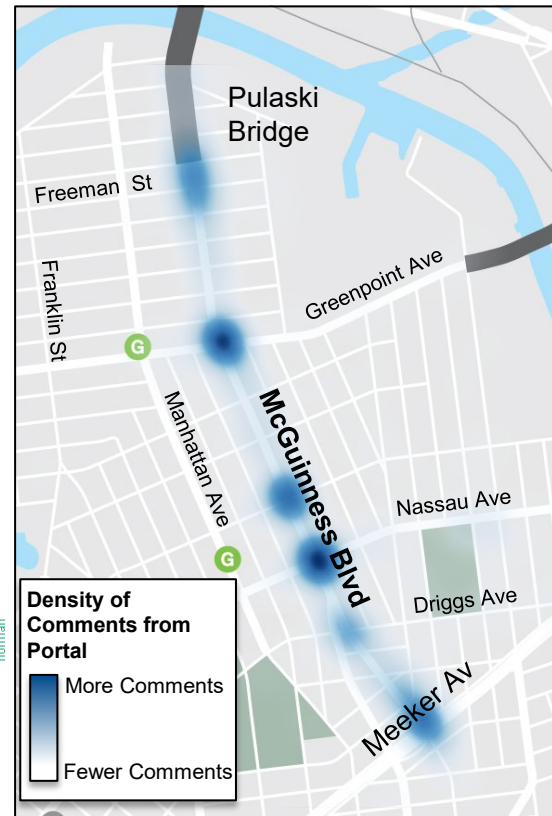 Pulaski
Bridge
Freeman St
Franklin St
Greenpoint Ave
G
Manhattan Ave
McGuinness Blvd
Nassau Ave
G
Driggs Ave
Meeker Av
Density of
Comments from
Portal
More Comments
Fewer Comments